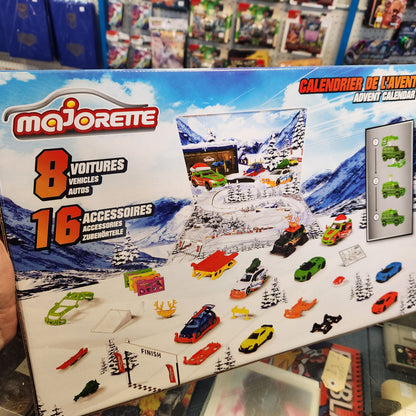 majorette
CALENDRIER DE L'AVENT
ADVENT CALENDAR
8 VOITURES
VEHICLES
AUTOS
16 ACCESSOIRES
ACCESSORIES
ZUBEHÖRTEILE
FINISH